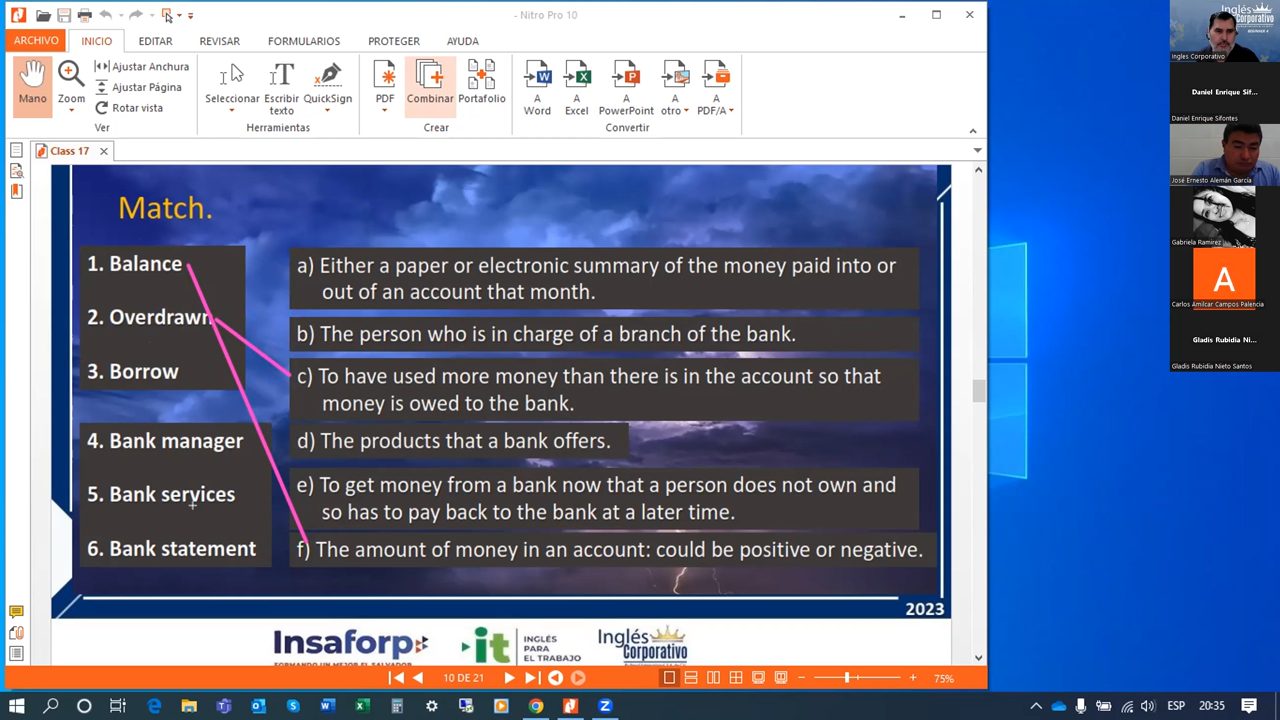 - Nitro Pro 10
ARCHIVO INICIO EDITAR REVISAR FORMULARIOS PROTEGER AYUDA
Mano
Zoom
Ajustar Anchura
Ajustar Página
Rotar vista
Ver
Seleccionar
Escribir texto
QuickSign
Herramientas
PDF
Combinar
Portafolio
Crear
A Word
A Excel
A PowerPoint
A otro
A PDF/A
Convertir
Class 17
Match.
1. Balance
2. Overdrawn
3. Borrow
4. Bank manager
5. Bank services
6. Bank statement
a) Either a paper or electronic summary of the money paid into or
out of an account that month.
b) The person who is in charge of a branch of the bank.
c) To have used more money than there is in the account so that
money is owed to the bank.
d) The products that a bank offers.
e) To get money from a bank now that a person does not own and
so has to pay back to the bank at a later time.
f) The amount of money in an account: could be positive or negative.
2023
Insaforp
FORMANDO UN MEJOR EL SALVADOR
it
INGLÉS
PARA
EL TRABAJO
Inglés
Corporativo
10 DE 21
75%
ESP 20:35
Inglés
Corporativo
BEGINNER 4
Ingles Corporativo
Daniel Enrique Sif...
Daniel Enrique Sifontes
José Ernesto Alemán García
Gabriela Ramirez
A
Carlos Amilcar Campos Palencia
Gladis Rubidia Nie...
Gladis Rubidia Nieto Santos